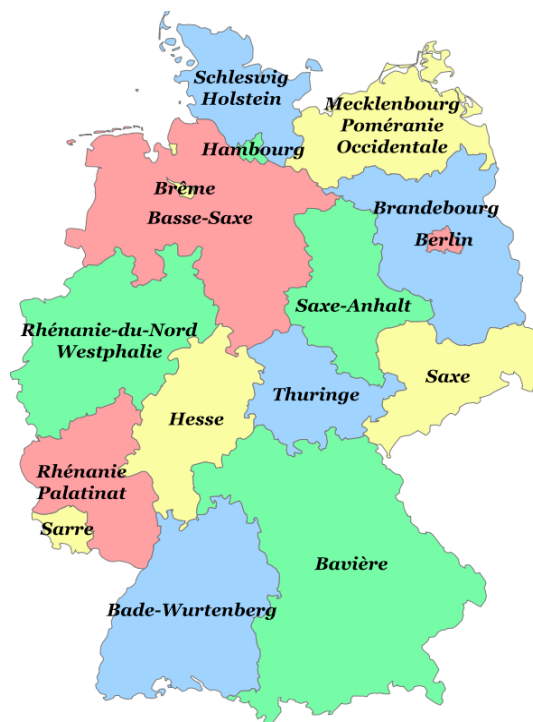 Schleswig
Holstein
Mecklenbourg
Poméranie
Occidentale
Hambourg
Brême
Basse-Saxe
Brandebourg
Berlin
Saxe-Anhalt
Rhénanie-du-Nord
Westphalie
Saxe
Thuringe
Hesse
Rhénanie
Palatinat
Sarre
Bavière
Bade-Wurtenberg